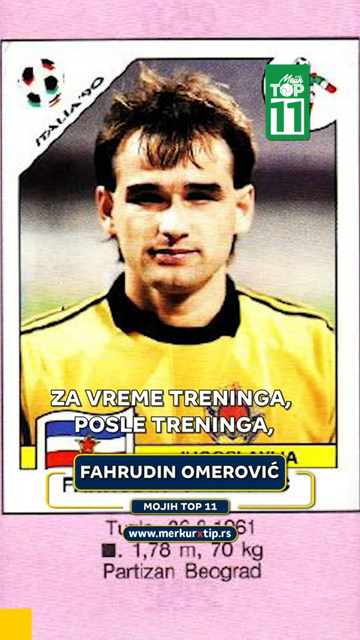 ITALIA'90
Mojih
TOP
11
ZA VREME TRENINGA,
POSLE TRENINGA,
JUGOSLAVIJA
FAHRUDIN OMEROVIĆ
MOJIH TOP 11
www.merkurxtip.rs
1,78 m, 70 kg
Partizan Beograd